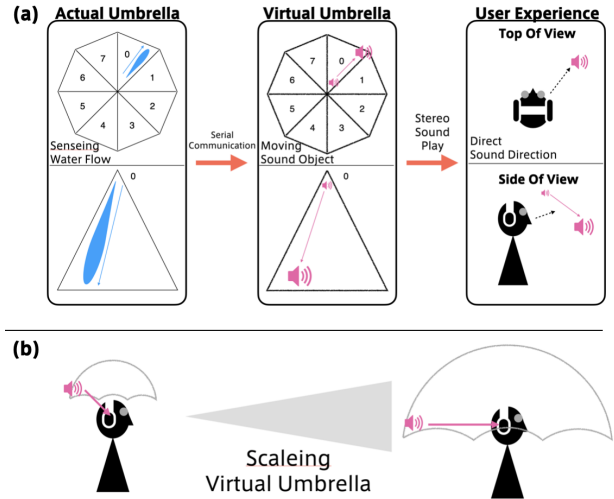 (a)
Actual Umbrella
Virtual Umbrella
User Experience
7
0
6
1
5
2
4
3
Senseing
Water Flow
0
Serial
Communication
7
0
6
1
5
2
4
3
Moving
Sound Object
0
Stereo
Sound
Play
Top Of View
Direct
Sound Direction
Side Of View
(b)
Scaleing
Virtual Umbrella